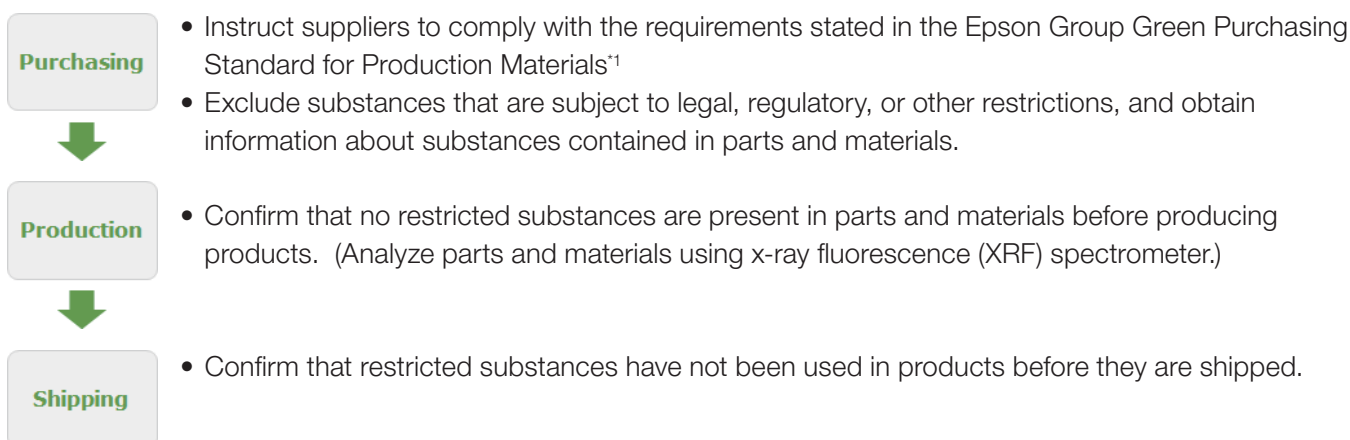 Purchasing
• Instruct suppliers to comply with the requirements stated in the Epson Group Green Purchasing
Standard for Production Materials*1
• Exclude substances that are subject to legal, regulatory, or other restrictions, and obtain
information about substances contained in parts and materials.
Production
• Confirm that no restricted substances are present in parts and materials before producing
products.  (Analyze parts and materials using x-ray fluorescence (XRF) spectrometer.)
Shipping
• Confirm that restricted substances have not been used in products before they are shipped.